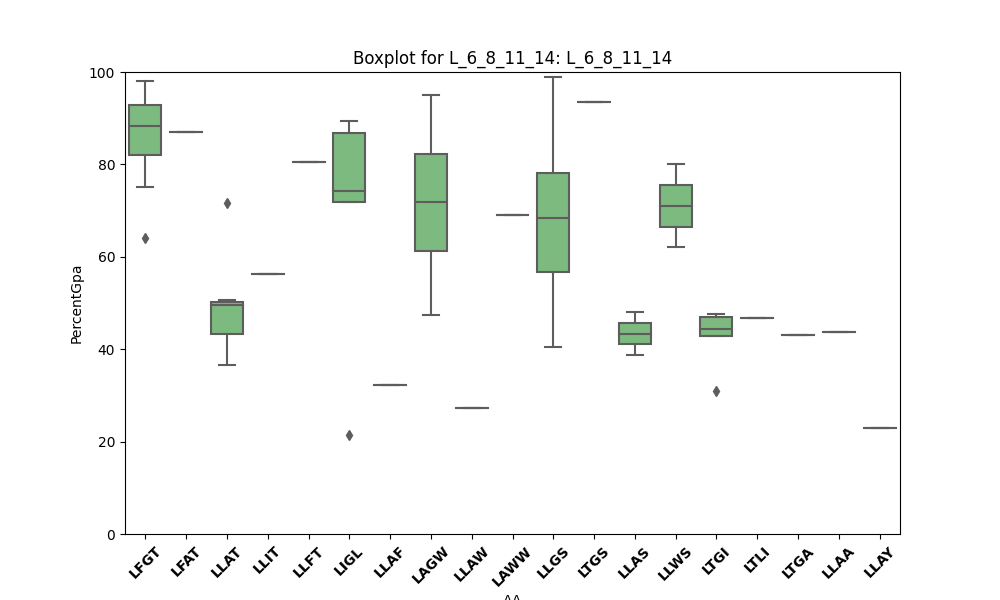 Boxplot for L_6_8_11_14: L_6_8_11_14
100
80
60
40
20
0
PercentGpa
LFGT LFAT LLAT LLIT LLFT LIGL LLAF LAGW LLAW LAWW LLGS LTGS LLAS LLWS LTGI LTLI LTGA LLAA LLAY
AA